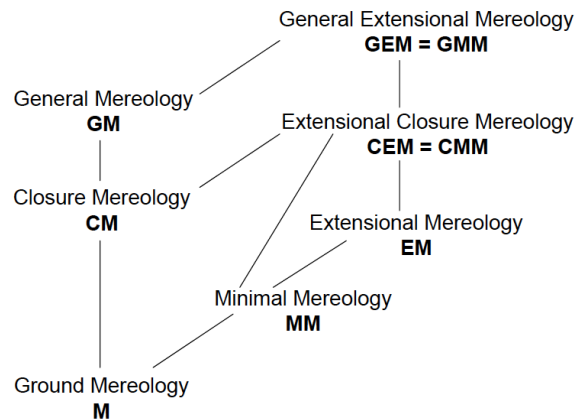 General Extensional Mereology
GEM = GMM
General Mereology
GM
Extensional Closure Mereology
CEM = CMM
Closure Mereology
CM
Extensional Mereology
EM
Minimal Mereology
MM
Ground Mereology
M